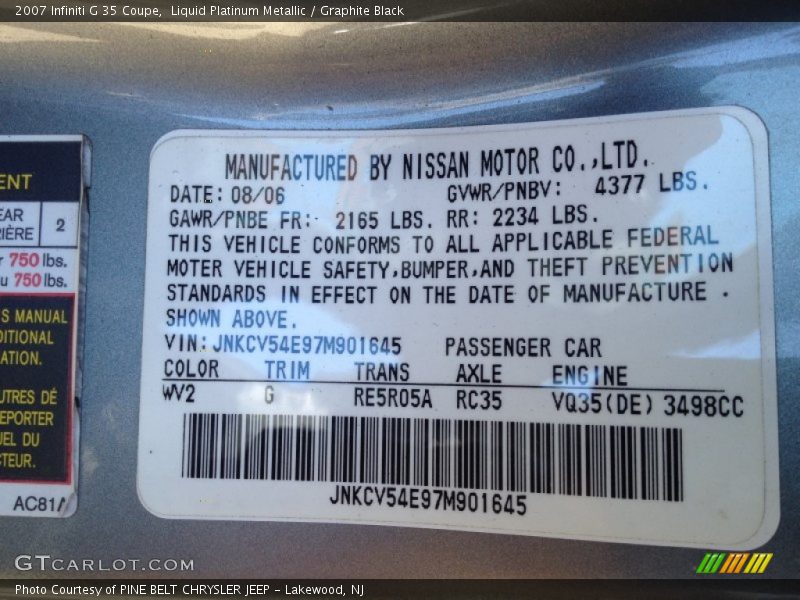 2007 Infiniti G 35 Coupe,  Liquid Platinum Metallic / Graphite Black
MANUFACTURED BY NISSAN MOTOR CO.,LTD.
DATE: 08/06 GVWR/PNBV: 4377 LBS.
GAWR/PNBE FR: 2165 LBS. RR: 2234 LBS.
THIS VEHICLE CONFORMS TO ALL APPLICABLE FEDERAL
MOTER VEHICLE SAFETY,BUMPER,AND THEFT PREVENTION
STANDARDS IN EFFECT ON THE DATE OF MANUFACTURE .
SHOWN ABOVE.
VIN: JNKCV54E97M901645 PASSENGER CAR
COLOR TRIM TRANS AXLE ENGINE
WV2 G RE5R05A RC35 VQ35(DE) 3498CC
JNKCV54E97M901645
ENT
EAR
IÈRE 2
r 750 lbs.
u 750 lbs.
S MANUAL
DITIONAL
ATION.
UTRES DÉ
EPORTER
UEL DU
CTEUR.
AC81A
GTCARLOT.COM
Photo Courtesy of PINE BELT CHRYSLER JEEP – Lakewood, NJ